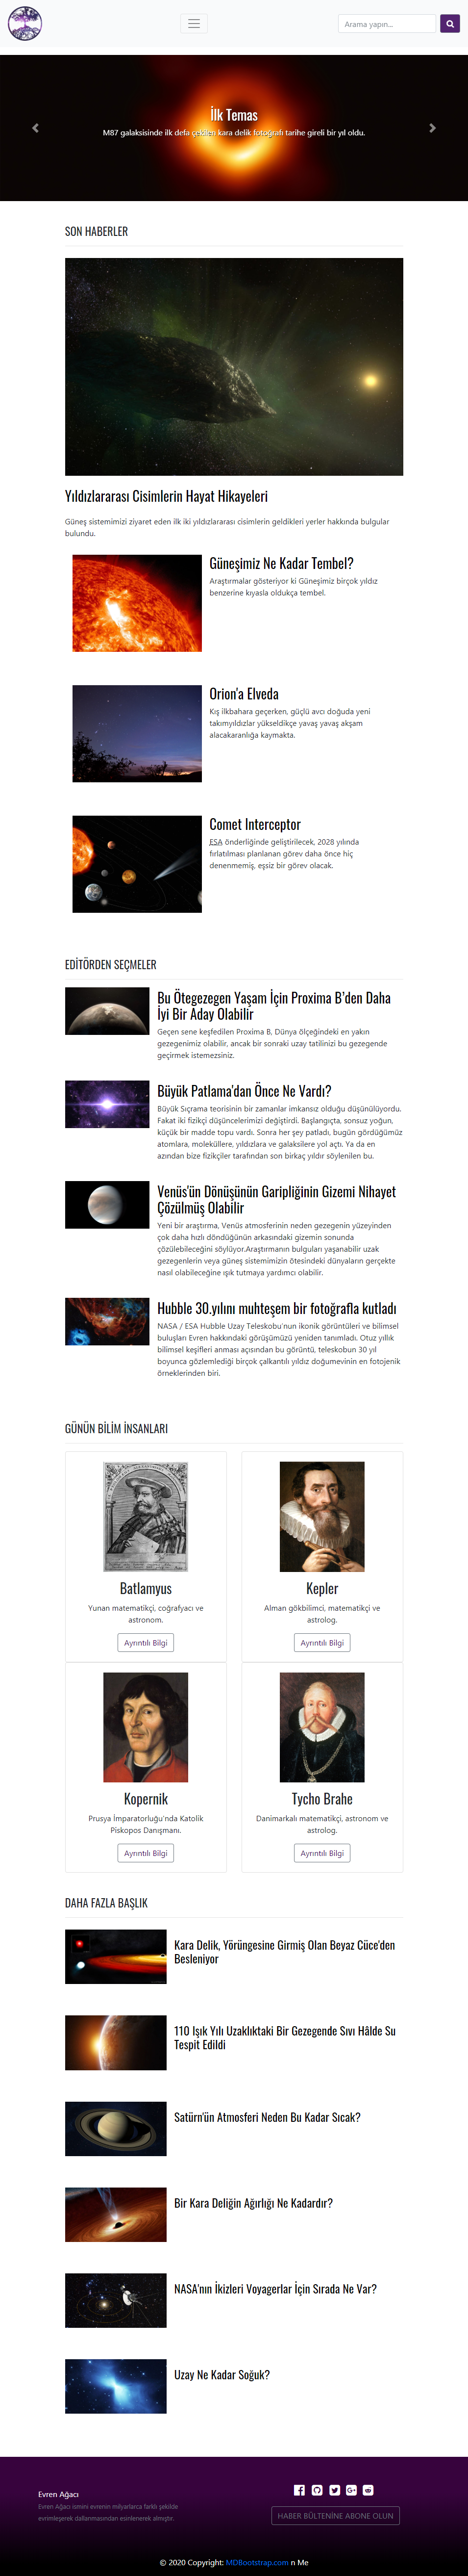 Arama yapın...
İlk Temas
M87 galaksisinde ilk defa çekilen kara delik fotoğrafı tarihe gireli bir yıl oldu.
SON HABERLER
Yıldızlararası Cisimlerin Hayat Hikayeleri
Güneş sistemimizi ziyaret eden ilk iki yıldızlararası cisimlerin geldikleri yerler hakkında bulgular
bulundu.
Güneşimiz Ne Kadar Tembel?
Araştırmalar gösteriyor ki Güneşimiz birçok yıldız
benzerine kıyasla oldukça tembel.
Orion'a Elveda
Kış ilkbahara geçerken, güçlü avcı doğuda yeni
takımyıldızlar yükseldikçe yavaş yavaş akşam
alacakaranlığa kaymakta.
Comet Interceptor
ESA önderliğinde geliştirilecek, 2028 yılında
fırlatılması planlanan görev daha önce hiç
denenmemiş, eşsiz bir görev olacak.
EDİTÖRDEN SEÇMELER
Bu Ötegezegen Yaşam İçin Proxima B’den Daha
İyi Bir Aday Olabilir
Geçen sene keşfedilen Proxima B, Dünya ölçeğindeki en yakın
gezegenimiz olabilir, ancak bir sonraki uzay tatilinizi bu gezegende
geçirmek istemezsiniz.
Büyük Patlama'dan Önce Ne Vardı?
Büyük Sıçrama teorisinin bir zamanlar imkansız olduğu düşünülüyordu.
Fakat iki fizikçi düşüncelerimizi değiştirdi. Başlangıçta, sonsuz yoğun,
küçük bir madde topu vardı. Sonra her şey patladı, bugün gördüğümüz
atomlara, moleküllere, yıldızlara ve galaksilere yol açtı. Ya da en
azından bize fizikçiler tarafından son birkaç yıldır söylenilen bu.
Venüs'ün Dönüşünün Garipliğinin Gizemi Nihayet
Çözülmüş Olabilir
Yeni bir araştırma, Venüs atmosferinin neden gezegenin yüzeyinden
çok daha hızlı döndüğünün arkasındaki gizemin sonunda
çözülebileceğini söylüyor.Araştırmanın bulguları yaşanabilir uzak
gezegenlerin veya güneş sistemimizin ötesindeki dünyaların gerçekte
nasıl olabileceğine ışık tutmaya yardımcı olabilir.
Hubble 30.yılını muhteşem bir fotoğrafla kutladı
NASA / ESA Hubble Uzay Teleskobu'nun ikonik görüntüleri ve bilimsel
buluşları Evren hakkındaki görüşümüzü yeniden tanımladı. Otuz yıllık
bilimsel keşifleri anması açısından bu görüntü, teleskobun 30 yıl
boyunca gözlemlediği birçok çalkantılı yıldız doğumevinin en fotojenik
örneklerinden biri.
GÜNÜN BİLİM İNSANLARI
Batlamyus
Yunan matematikçi, coğrafyacı ve
astronom.
Ayrıntılı Bilgi
Kepler
Alman gökbilimci, matematikçi ve
astrolog.
Ayrıntılı Bilgi
Kopernik
Prusya İmparatorluğu'nda Katolik
Piskopos Danışmanı.
Ayrıntılı Bilgi
Tycho Brahe
Danimarkalı matematikçi, astronom ve
astrolog.
Ayrıntılı Bilgi
DAHA FAZLA BAŞLIK
Kara Delik, Yörüngesine Girmiş Olan Beyaz Cüce'den
Besleniyor
110 Işık Yılı Uzaklıktaki Bir Gezegende Sıvı Hâlde Su
Tespit Edildi
Satürn'ün Atmosferi Neden Bu Kadar Sıcak?
Bir Kara Deliğin Ağırlığı Ne Kadardır?
NASA'nın İkizleri Voyagerlar İçin Sırada Ne Var?
Uzay Ne Kadar Soğuk?
Evren Ağacı
Evren Ağacı ismini evrenin milyarlarca farklı şekilde
evrimleşerek dallanmasından esinlenerek almıştır.
HABER BÜLTENİNE ABONE OLUN
© 2020 Copyright: MDBootstrap.com n Me